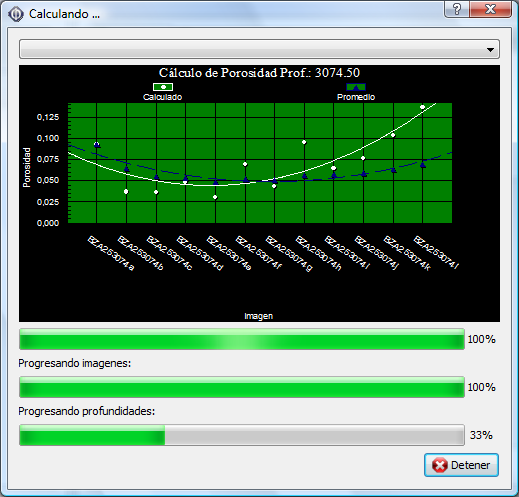 Calculando ...
Cálculo de Porosidad Prof.: 3074.50
Calculado Promedio
Porosidad
0,125
0,100
0,075
0,050
0,025
0,000
BZA253074a
BZA253074b
BZA253074c
BZA253074d
BZA253074e
BZA253074f
BZA253074g
BZA253074h
BZA253074i
BZA253074j
BZA253074k
BZA253074l
Imagen
100%
Progresando imagenes:
100%
Progresando profundidades:
33%
Detener